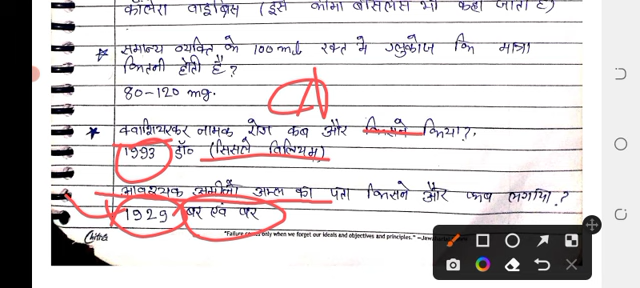 कॉलेरा वाइब्रिस (इसे कोमा बेसिलस भी कहा जाता है)
समान्य व्यक्ति के 100 mL रक्त मे ग्लुकोज कि मात्रा
कितनी होती है?
80-120 mg.
क्वाशियरकर नामक रोग कब और किसने किया?.
1993 डॉ॰ (सिसले विलियम)
आवश्यक अमीनो अम्ल का पता किसने और कब लगाया.?
1929 बर एवं बर
Chitra
"Failure comes only when we forget our ideals and objectives and principles."